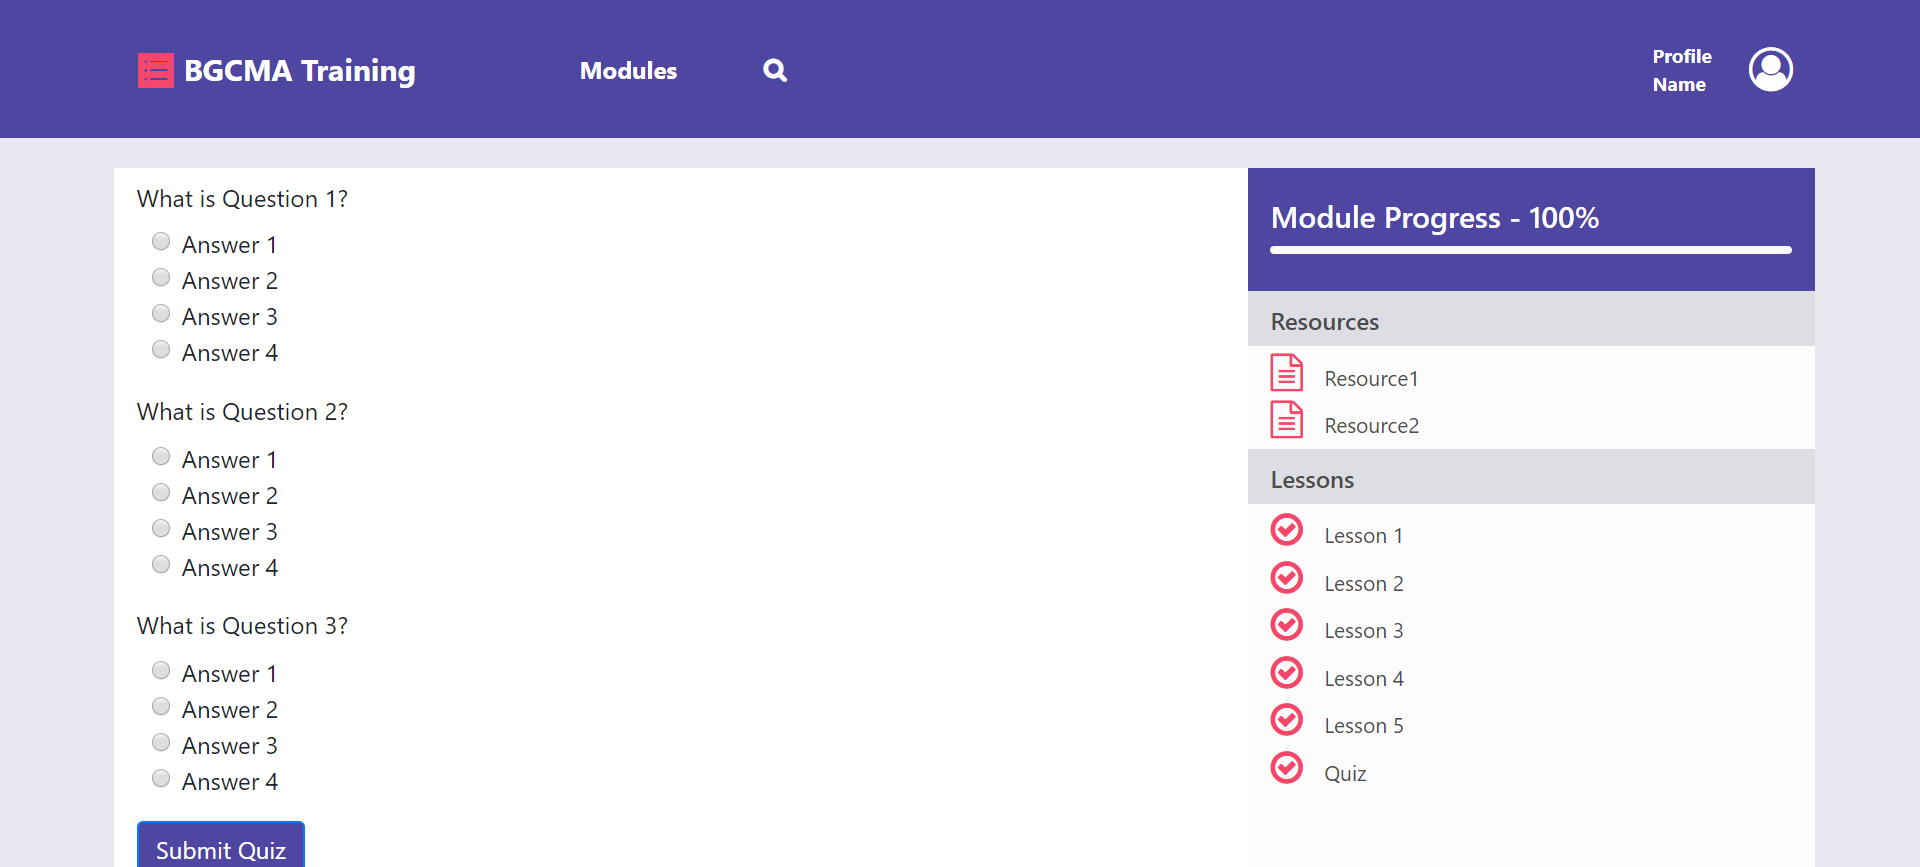 BGCMA Training
Modules
Profile
Name
What is Question 1?
Answer 1
Answer 2
Answer 3
Answer 4
What is Question 2?
Answer 1
Answer 2
Answer 3
Answer 4
What is Question 3?
Answer 1
Answer 2
Answer 3
Answer 4
Submit Quiz
Module Progress - 100%
Resources
Resource1
Resource2
Lessons
Lesson 1
Lesson 2
Lesson 3
Lesson 4
Lesson 5
Quiz